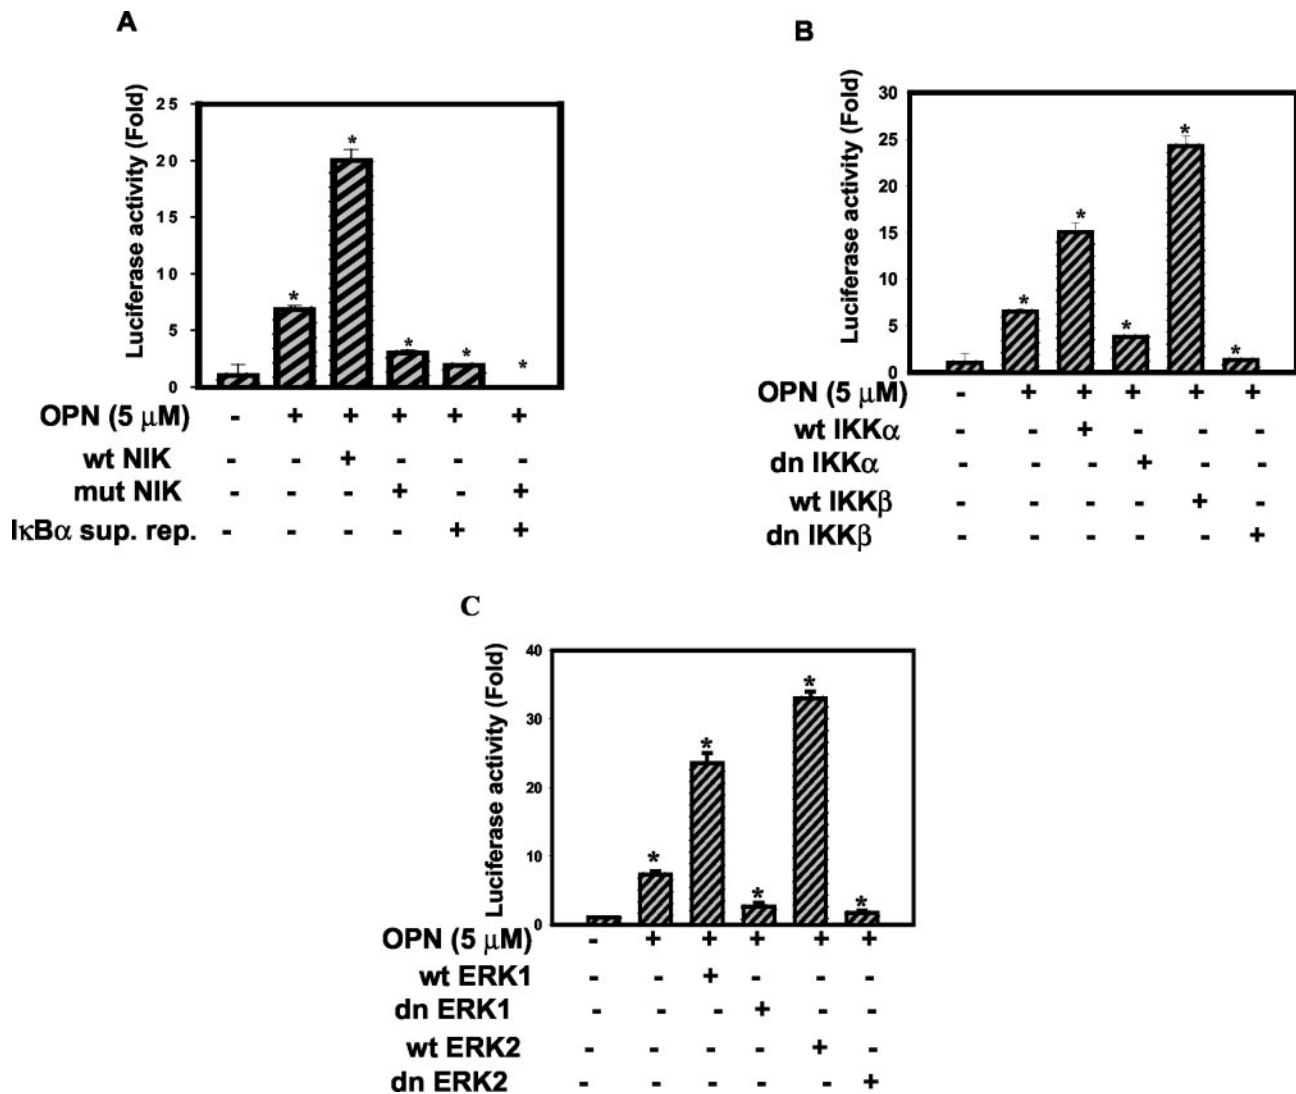 A
Luciferase activity (Fold)
25
20
15
10
5
0
* * * * * *
OPN (5 μM) - + + + + +
wt NIK - - + - - -
mut NIK - - - + - +
IκBα sup. rep. - - - - + +
B
Luciferase activity (Fold)
30
25
20
15
10
5
0
* * * * *
OPN (5 μM) - + + + + +
wt IKKα - - + - - -
dn IKKα - - - + - -
wt IKKβ - - - - + -
dn IKKβ - - - - - +
C
Luciferase activity (Fold)
40
30
20
10
0
* * * * *
OPN (5 μM) - + + + + +
wt ERK1 - - + - - -
dn ERK1 - - - + - -
wt ERK2 - - - - + -
dn ERK2 - - - - - +